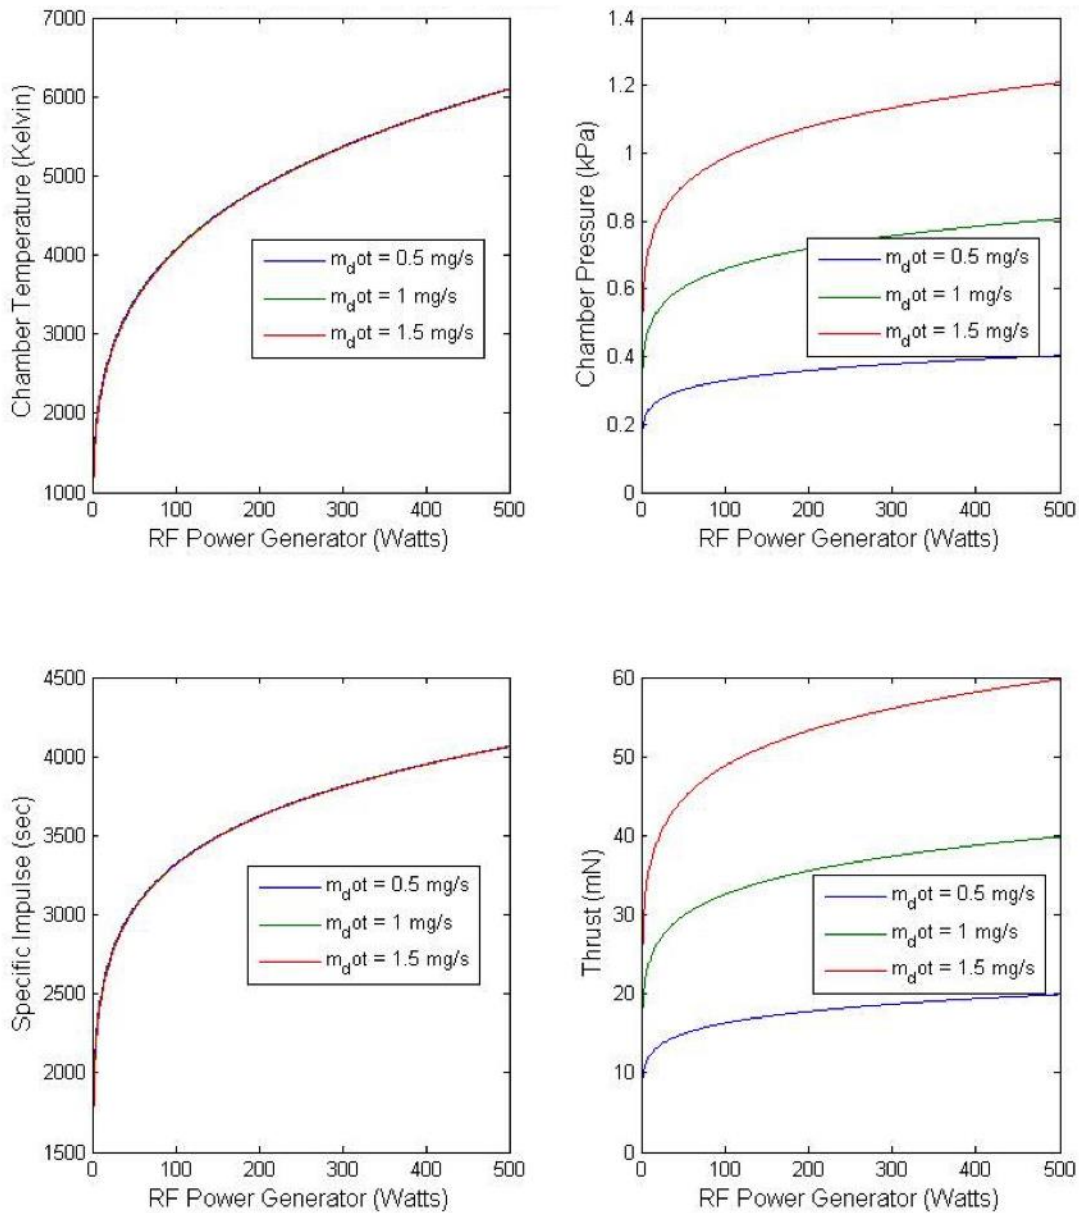 7000
6000
5000
4000
3000
2000
1000
Chamber Temperature (Kelvin)
m_dot = 0.5 mg/s
m_dot = 1 mg/s
m_dot = 1.5 mg/s
0 100 200 300 400 500
RF Power Generator (Watts)
1.4
1.2
1
0.8
0.6
0.4
0.2
0
Chamber Pressure (kPa)
m_dot = 0.5 mg/s
m_dot = 1 mg/s
m_dot = 1.5 mg/s
0 100 200 300 400 500
RF Power Generator (Watts)
4500
4000
3500
3000
2500
2000
1500
Specific Impulse (sec)
m_dot = 0.5 mg/s
m_dot = 1 mg/s
m_dot = 1.5 mg/s
0 100 200 300 400 500
RF Power Generator (Watts)
60
50
40
30
20
10
0
Thrust (mN)
m_dot = 0.5 mg/s
m_dot = 1 mg/s
m_dot = 1.5 mg/s
0 100 200 300 400 500
RF Power Generator (Watts)